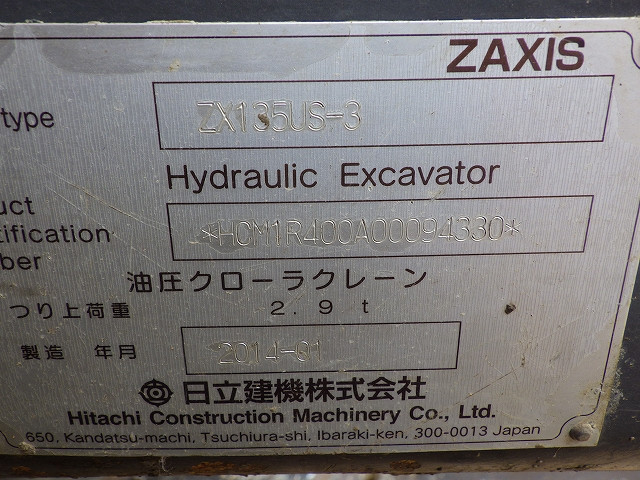 ZAXIS
type
ZX135US-3
Hydraulic Excavator
uct
tification
*HCM1R400A00094330*
ber
油圧クローラクレーン
つり上荷重 2.9t
製造 年月 2014-01
日立建機株式会社
Hitachi Construction Machinery Co., Ltd.
650, Kandatsu-machi, Tsuchiura-shi, Ibaraki-ken, 300-0013 Japan